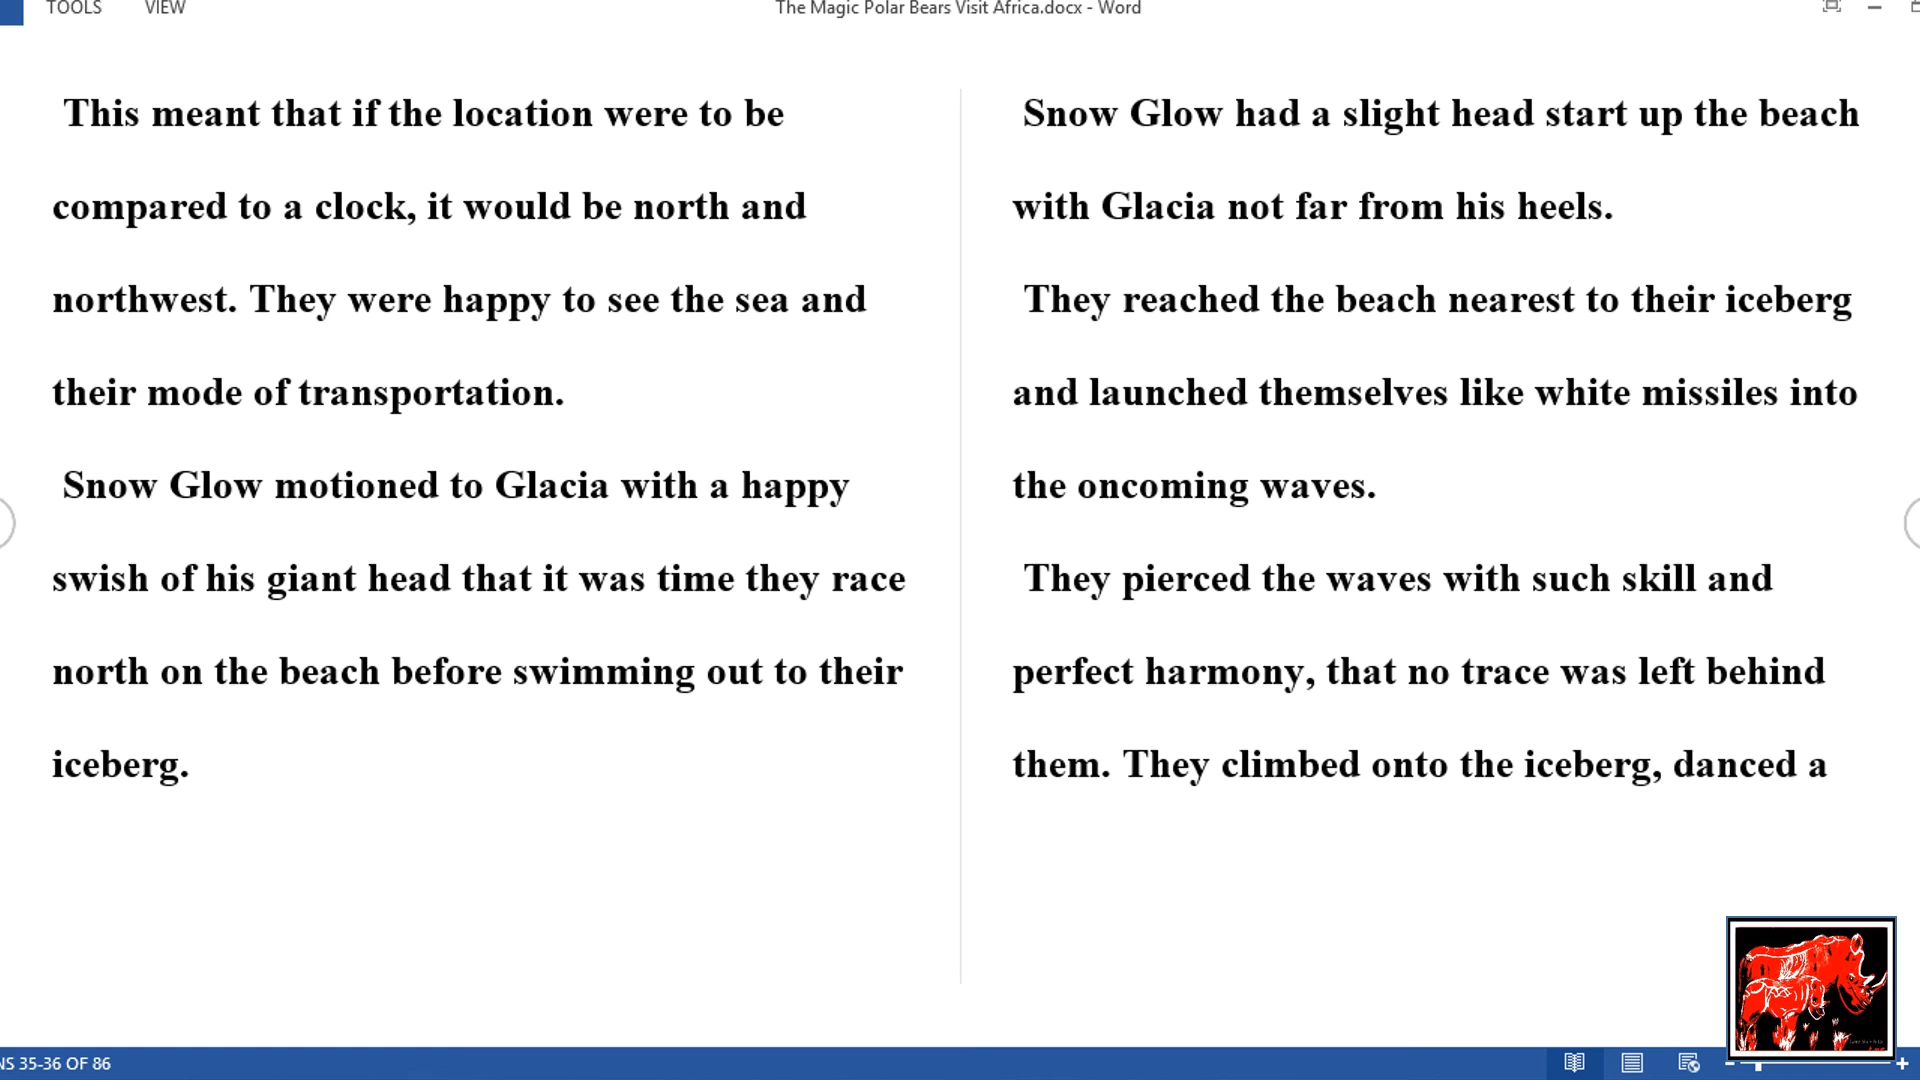 TOOLS VIEW The Magic Polar Bears Visit Africa.docx - Word
This meant that if the location were to be
compared to a clock, it would be north and
northwest. They were happy to see the sea and
their mode of transportation.
Snow Glow motioned to Glacia with a happy
swish of his giant head that it was time they race
north on the beach before swimming out to their
iceberg.
Snow Glow had a slight head start up the beach
with Glacia not far from his heels.
They reached the beach nearest to their iceberg
and launched themselves like white missiles into
the oncoming waves.
They pierced the waves with such skill and
perfect harmony, that no trace was left behind
them. They climbed onto the iceberg, danced a
NS 35-36 OF 86